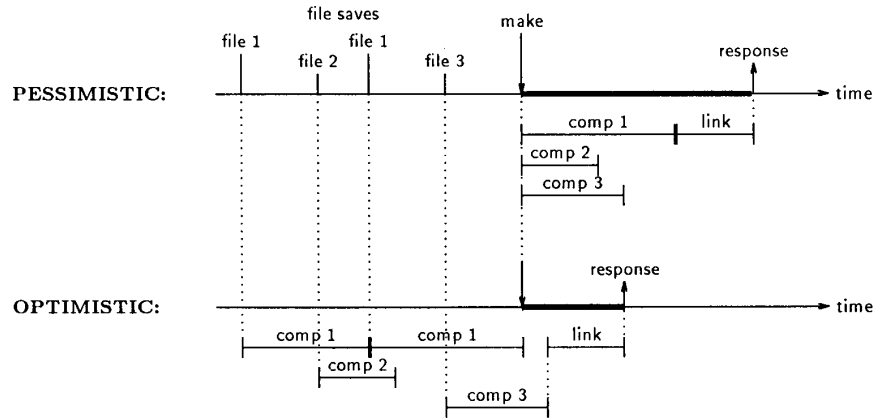 file saves
make
file 1
file 1
file 2
file 3
response
PESSIMISTIC:
time
comp 1
link
comp 2
comp 3
response
OPTIMISTIC:
time
comp 1
comp 1
link
comp 2
comp 3